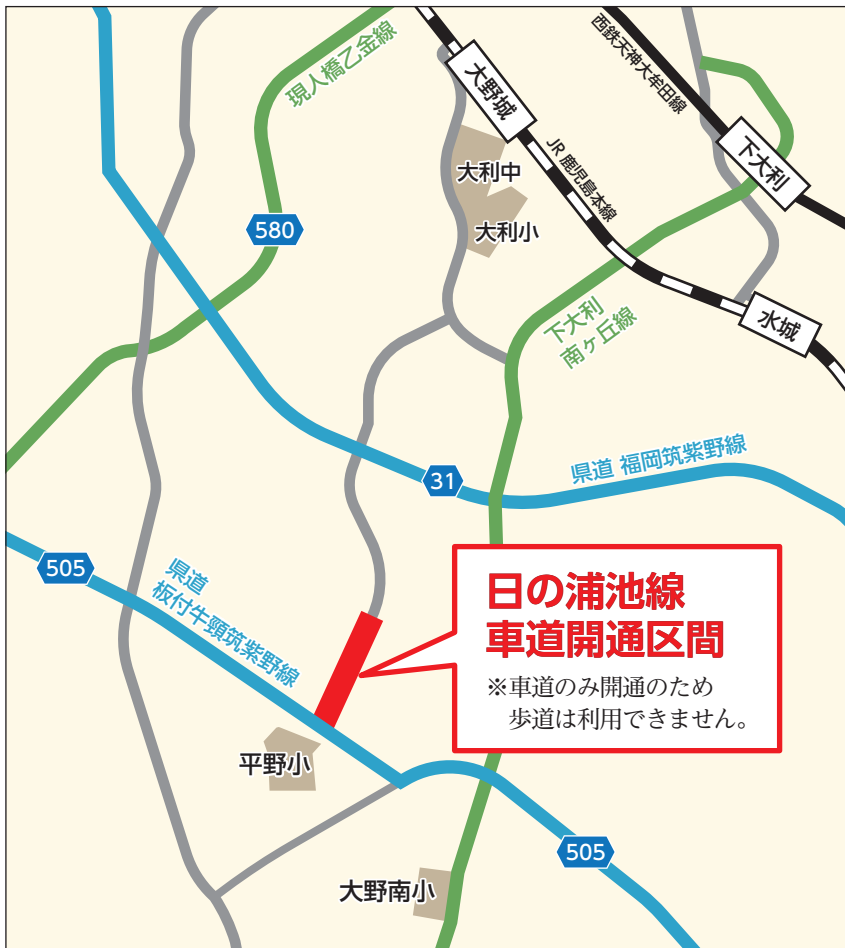 現人橋乙金線
西鉄天神大牟田線
大野城
JR 鹿児島本線
下大利
大利中
大利小
580
水城
下大利
南ヶ丘線
県道 福岡筑紫野線
31
505
県道
板付牛頸筑紫野線
日の浦池線
車道開通区間
※車道のみ開通のため
歩道は利用できません。
平野小
505
大野南小